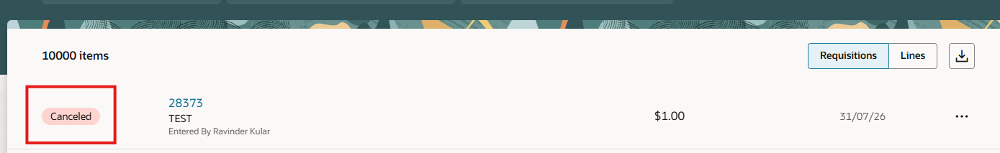 10000 items
Requisitions
Lines
Canceled
28373
TEST
Entered By Ravinder Kular
$1.00
31/07/26